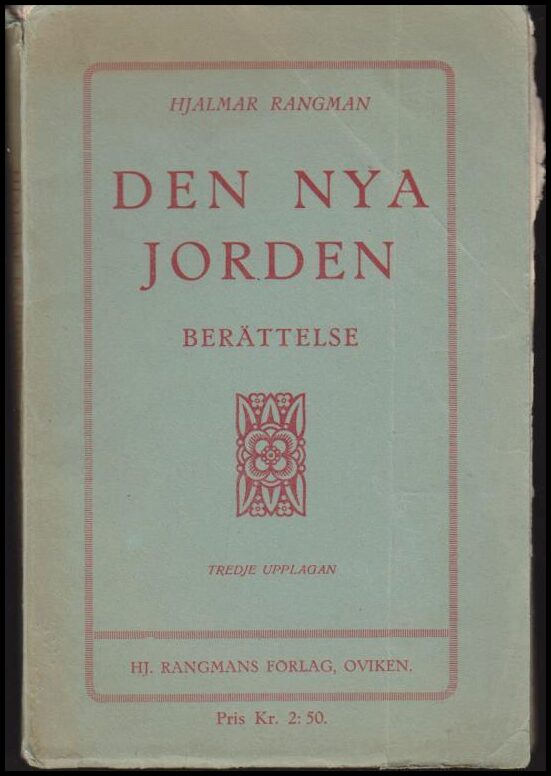 HJALMAR RANGMAN
DEN NYA
JORDEN
BERÄTTELSE
TREDJE UPPLAGAN
HJ. RANGMANS FÖRLAG, OVIKEN.
Pris Kr. 2: 50.